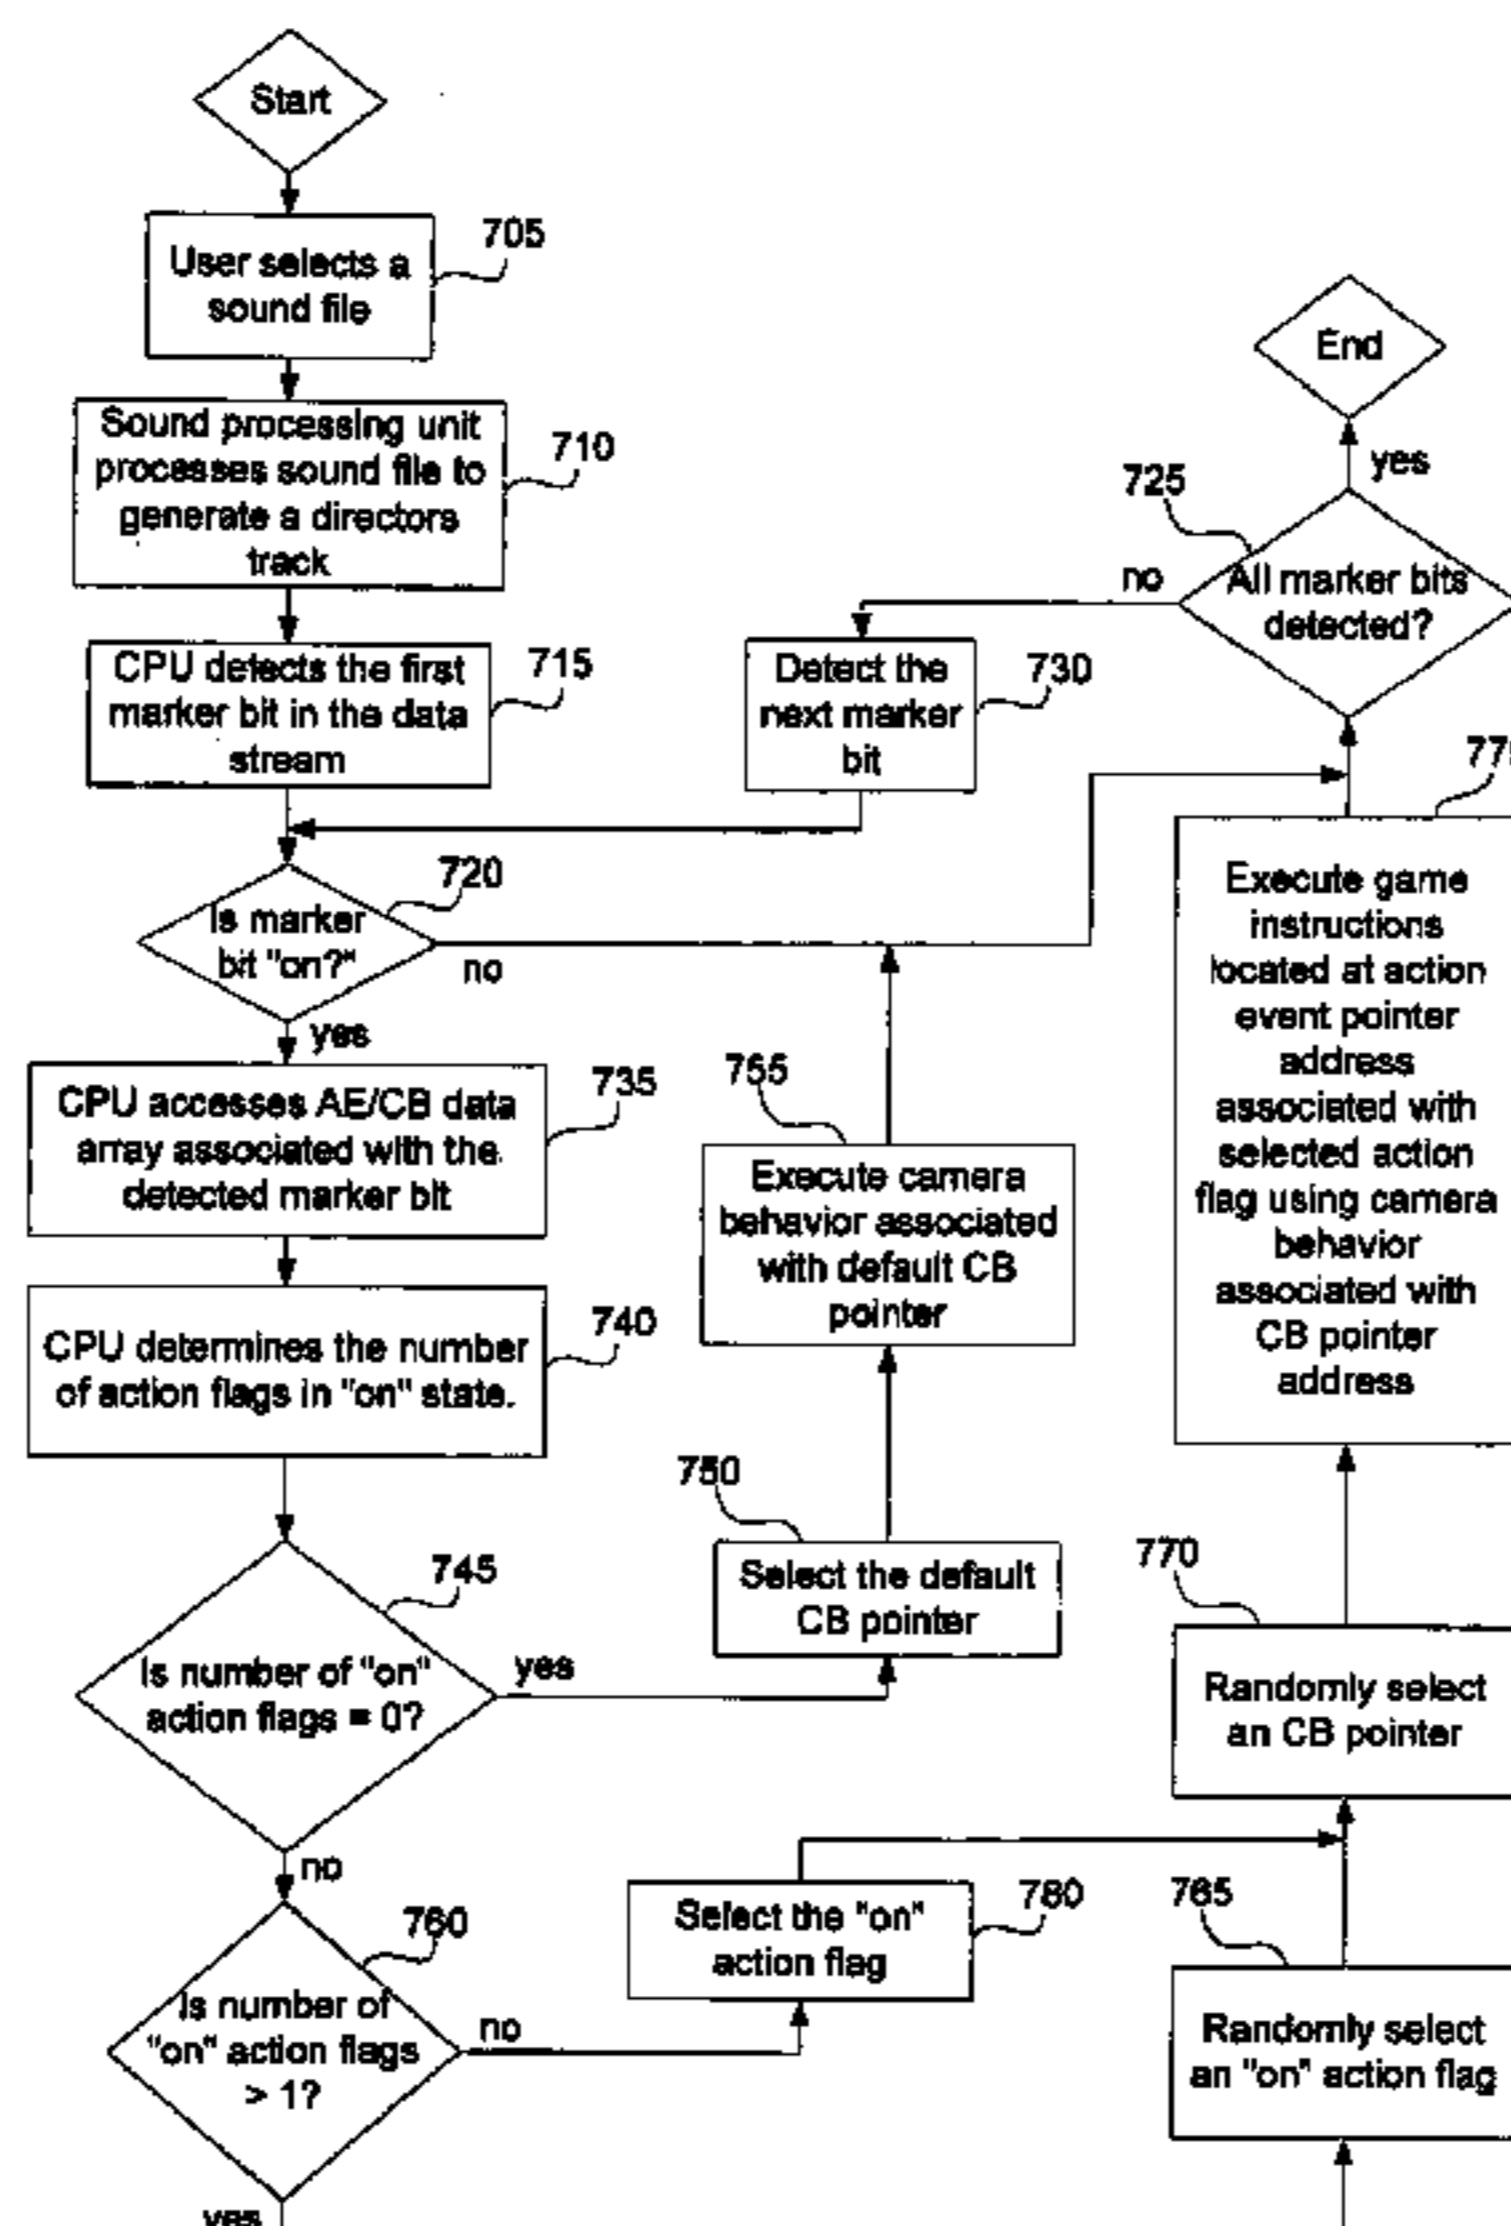 Start
705
User selects a
sound file
710
Sound processing unit
processes sound file to
generate a directors
track
715
CPU detects the first
marker bit in the data
stream
720
Is marker
bit "on?"
no
yes
735
CPU accesses AE/CB data
array associated with the
detected marker bit
740
CPU determines the number
of action flags in "on" state.
745
Is number of "on"
action flags = 0?
yes
no
760
Is number of
"on" action flags
> 1?
no
yes
End
yes
725
All marker bits
detected?
no
730
Detect the
next marker
bit
755
Execute camera
behavior associated
with default CB
pointer
750
Select the default
CB pointer
780
Select the "on"
action flag
Execute game
instructions
located at action
event pointer
address
associated with
selected action
flag using camera
behavior
associated with
CB pointer
address
770
Randomly select
an CB pointer
765
Randomly select
an "on" action flag